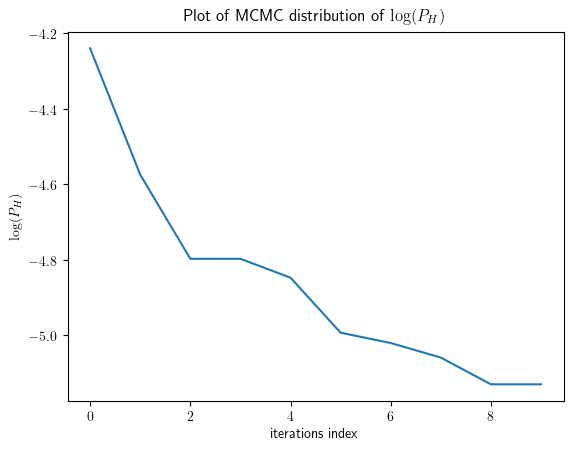 Plot of MCMC distribution of log(P_H)
−4.2
−4.4
−4.6
−4.8
−5.0
log(P_H)
0 2 4 6 8
iterations index